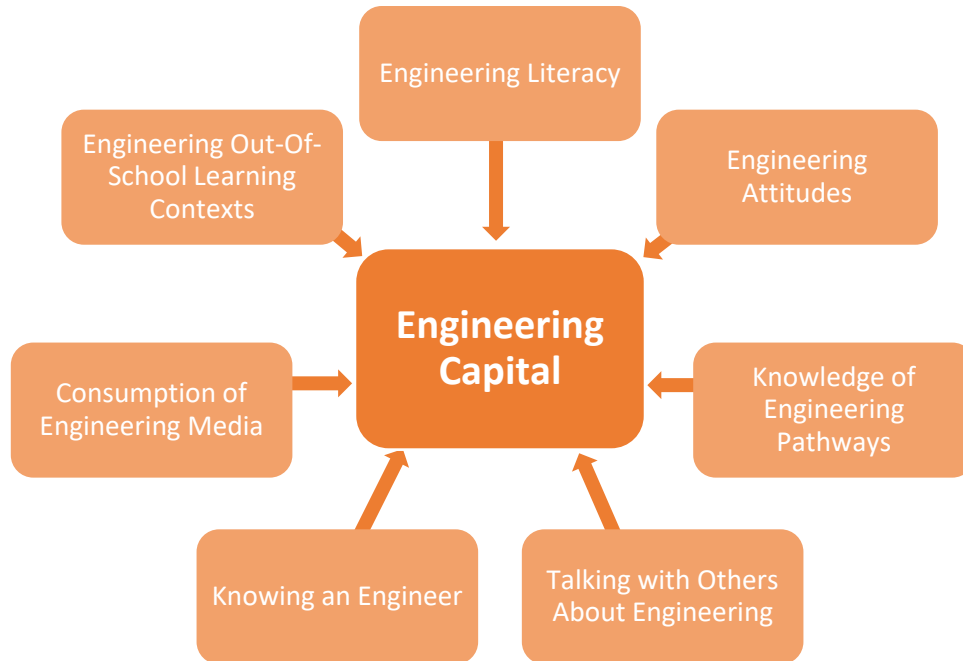 Engineering Literacy
Engineering Out-Of-
School Learning
Contexts
Engineering
Attitudes
Engineering
Capital
Consumption of
Engineering Media
Knowledge of
Engineering
Pathways
Knowing an Engineer
Talking with Others
About Engineering